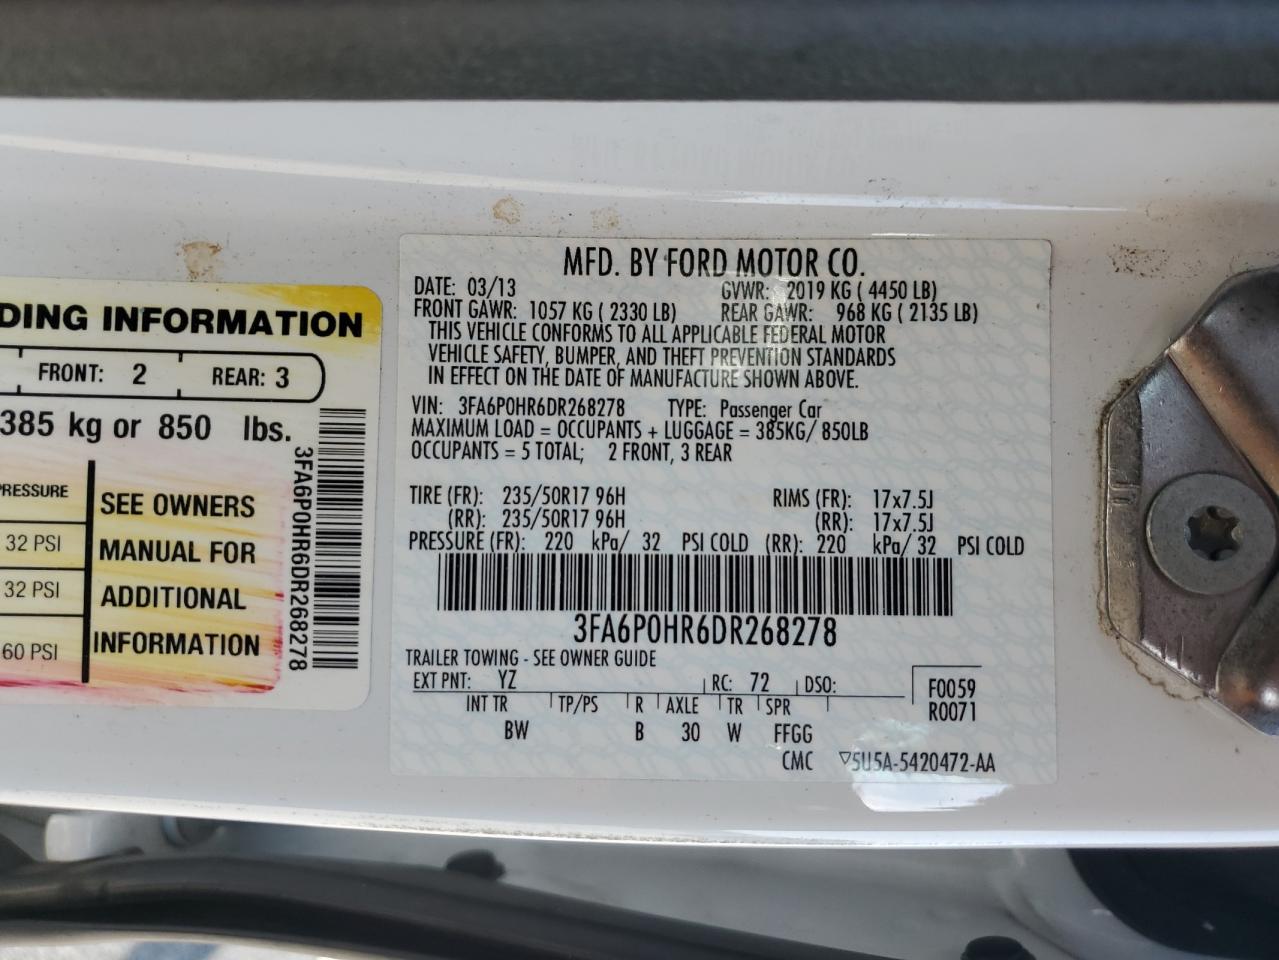 DING INFORMATION
FRONT: 2 REAR: 3
385 kg or 850 lbs.
RESSURE
32 PSI
32 PSI
60 PSI
SEE OWNERS
MANUAL FOR
ADDITIONAL
INFORMATION
3FA6P0HR6DR268278
MFD. BY FORD MOTOR CO.
DATE: 03/13 GVWR: 2019 KG ( 4450 LB)
FRONT GAWR: 1057 KG ( 2330 LB) REAR GAWR: 968 KG ( 2135 LB)
THIS VEHICLE CONFORMS TO ALL APPLICABLE FEDERAL MOTOR
VEHICLE SAFETY, BUMPER, AND THEFT PREVENTION STANDARDS
IN EFFECT ON THE DATE OF MANUFACTURE SHOWN ABOVE.
VIN: 3FA6P0HR6DR268278 TYPE: Passenger Car
MAXIMUM LOAD = OCCUPANTS + LUGGAGE = 385KG/ 850LB
OCCUPANTS = 5 TOTAL; 2 FRONT, 3 REAR
TIRE (FR): 235/50R17 96H RIMS (FR): 17x7.5J
(RR): 235/50R17 96H (RR): 17x7.5J
PRESSURE (FR): 220 kPa/ 32 PSI COLD (RR): 220 kPa/ 32 PSI COLD
3FA6P0HR6DR268278
TRAILER TOWING - SEE OWNER GUIDE
EXT PNT: YZ RC: 72 DSO: F0059
INT TR TP/PS R AXLE TR SPR R0071
BW B 30 W FFGG
CMC ▽5U5A-5420472-AA